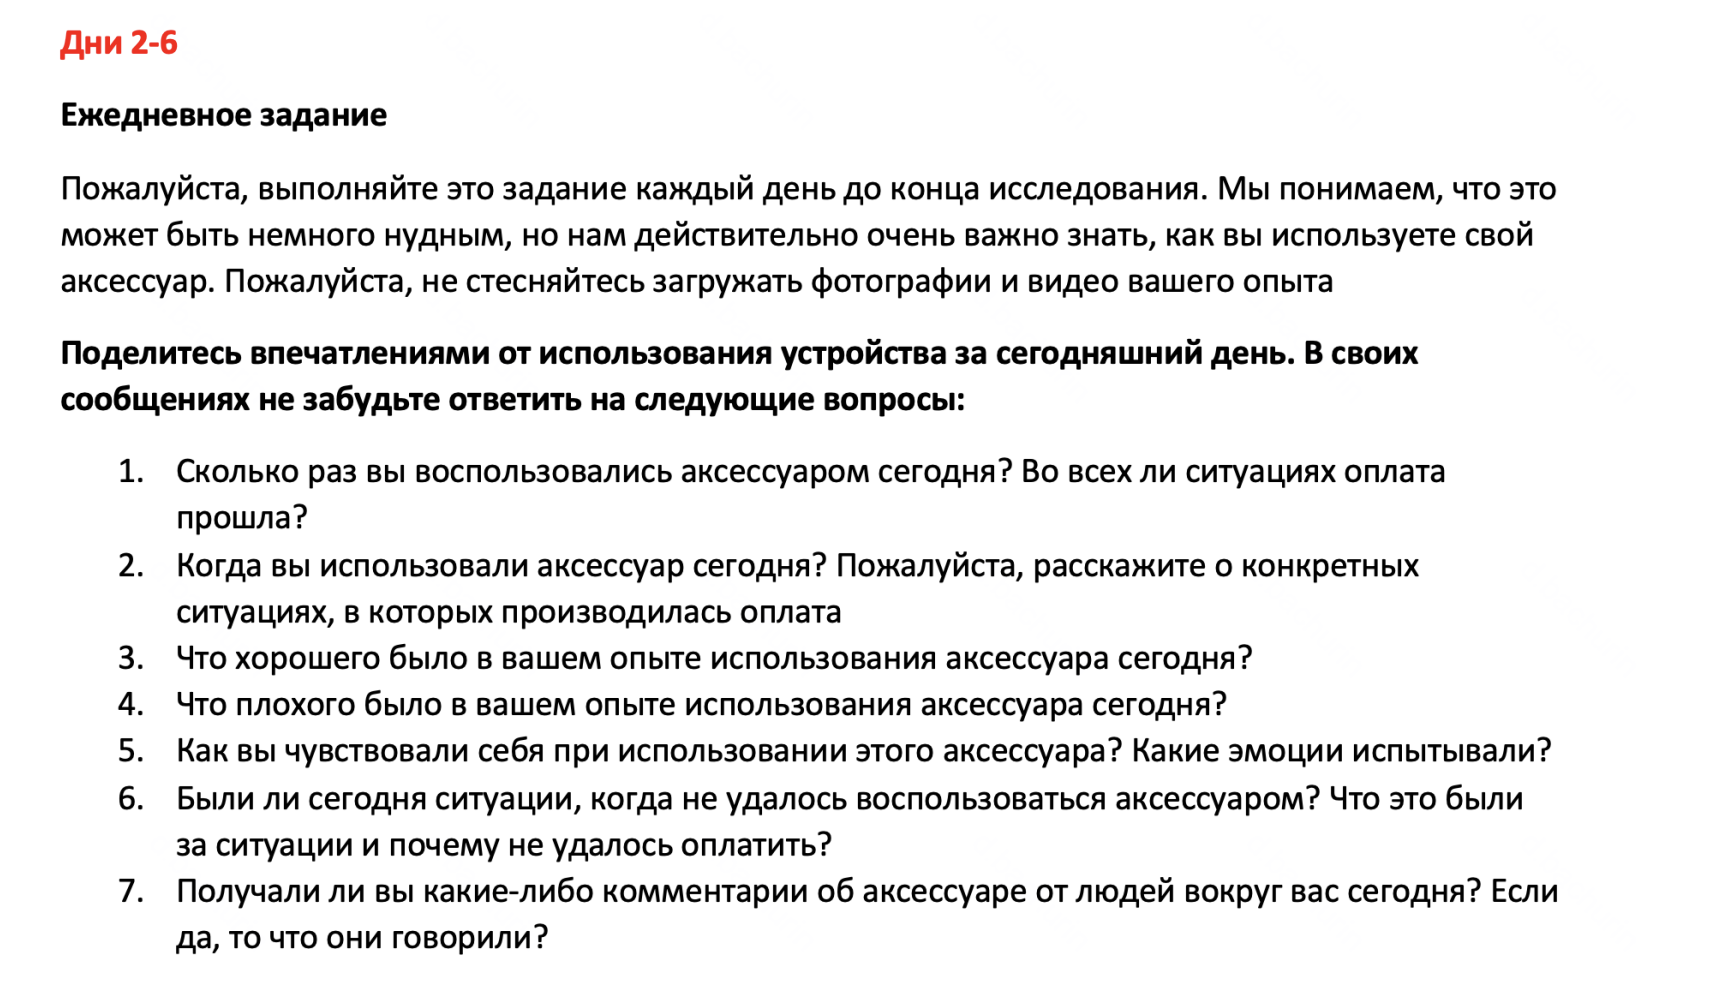 Дни 2-6
Ежедневное задание
Пожалуйста, выполняйте это задание каждый день до конца исследования. Мы понимаем, что это
может быть немного нудным, но нам действительно очень важно знать, как вы используете свой
аксессуар. Пожалуйста, не стесняйтесь загружать фотографии и видео вашего опыта
Поделитесь впечатлениями от использования устройства за сегодняшний день. В своих
сообщениях не забудьте ответить на следующие вопросы:
1. Сколько раз вы воспользовались аксессуаром сегодня? Во всех ли ситуациях оплата
прошла?
2. Когда вы использовали аксессуар сегодня? Пожалуйста, расскажите о конкретных
ситуациях, в которых производилась оплата
3. Что хорошего было в вашем опыте использования аксессуара сегодня?
4. Что плохого было в вашем опыте использования аксессуара сегодня?
5. Как вы чувствовали себя при использовании этого аксессуара? Какие эмоции испытывали?
6. Были ли сегодня ситуации, когда не удалось воспользоваться аксессуаром? Что это были
за ситуации и почему не удалось оплатить?
7. Получали ли вы какие-либо комментарии об аксессуаре от людей вокруг вас сегодня? Если
да, то что они говорили?